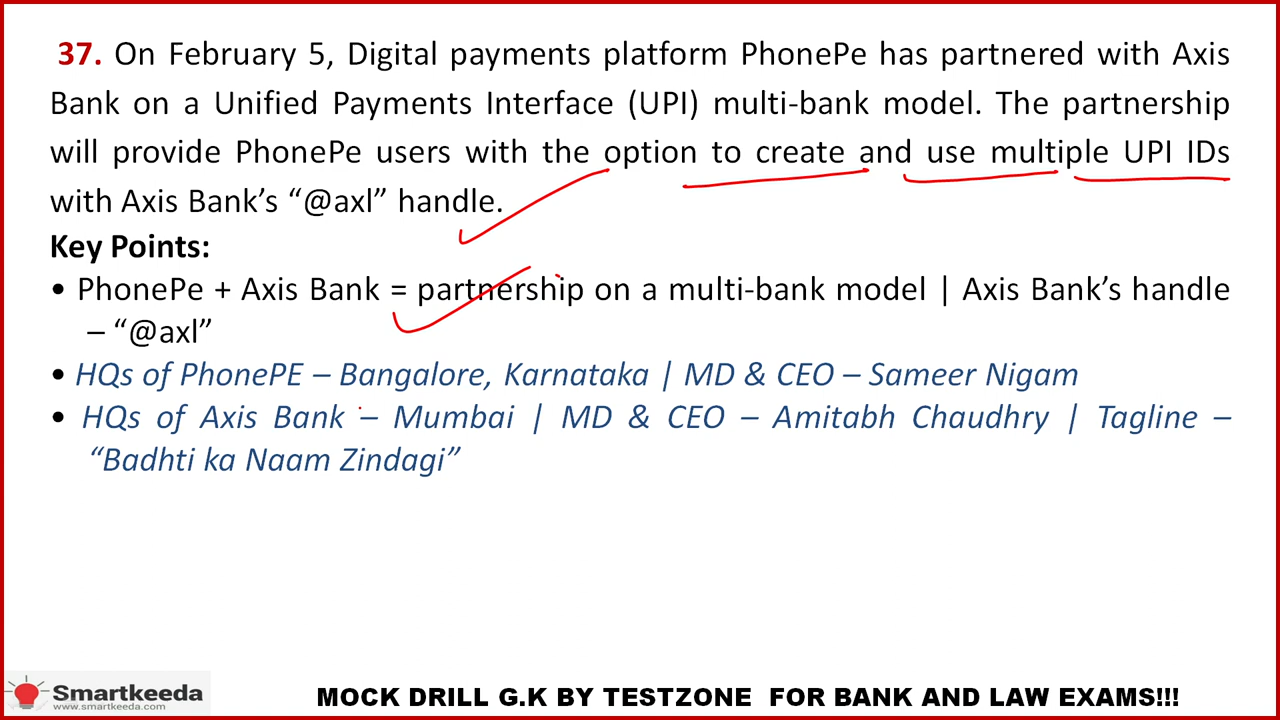 37. On February 5, Digital payments platform PhonePe has partnered with Axis
Bank on a Unified Payments Interface (UPI) multi-bank model. The partnership
will provide PhonePe users with the option to create and use multiple UPI IDs
with Axis Bank’s “@axl” handle.
Key Points:
• PhonePe + Axis Bank = partnership on a multi-bank model | Axis Bank’s handle
– “@axl”
• HQs of PhonePE – Bangalore, Karnataka | MD & CEO – Sameer Nigam
• HQs of Axis Bank – Mumbai | MD & CEO – Amitabh Chaudhry | Tagline –
“Badhti ka Naam Zindagi”
Smartkeeda
www.smartkeeda.com
MOCK DRILL G.K BY TESTZONE FOR BANK AND LAW EXAMS!!!